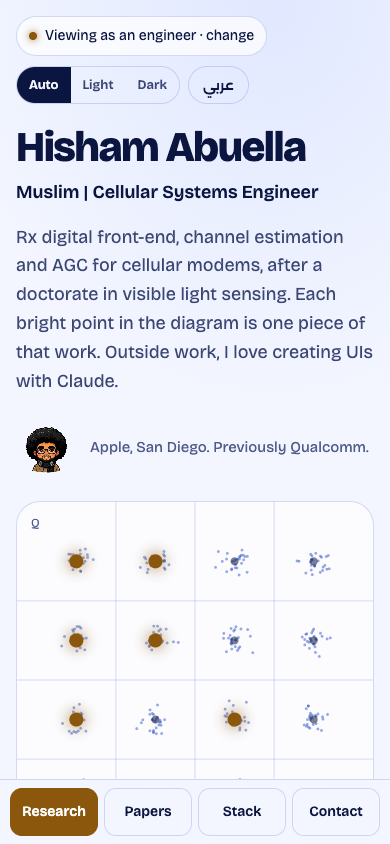 Viewing as an engineer · change
Auto Light Dark عربي
Hisham Abuella
Muslim | Cellular Systems Engineer
Rx digital front-end, channel estimation
and AGC for cellular modems, after a
doctorate in visible light sensing. Each
bright point in the diagram is one piece of
that work. Outside work, I love creating UIs
with Claude.
Apple, San Diego. Previously Qualcomm.
Q
Research Papers Stack Contact